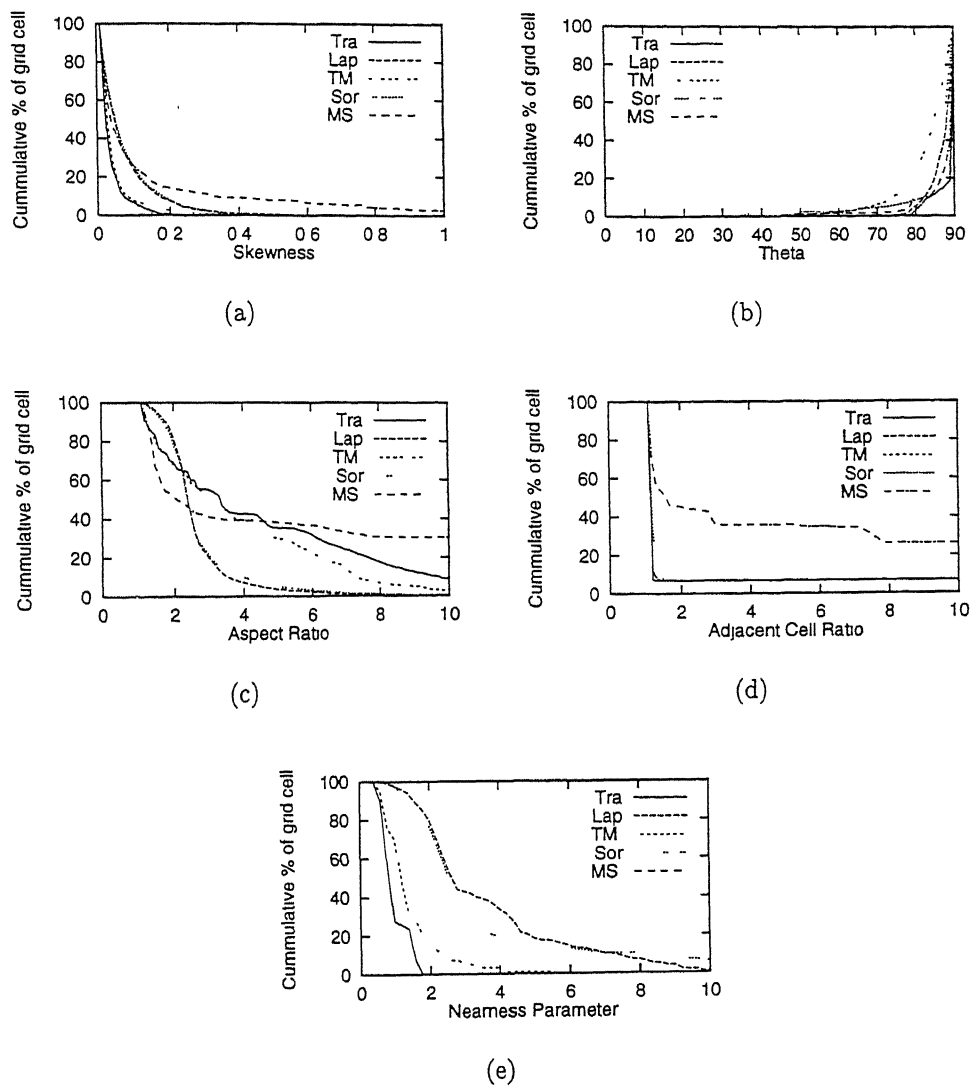 Cummulative % of grid cell
100
80
60
40
20
0
Tra
Lap
TM
Sor
MS
0 0 2 0 4 0 6 0 8 1
Skewness
(a)
Cummulative % of grid cell
100
80
60
40
20
0
Tra
Lap
TM
Sor
MS
0 10 20 30 40 50 60 70 80 90
Theta
(b)
Cummulative % of grid cell
100
80
60
40
20
0
Tra
Lap
TM
Sor
MS
0 2 4 6 8 10
Aspect Ratio
(c)
Cummulative % of grid cell
100
80
60
40
20
0
Tra
Lap
TM
Sor
MS
0 2 4 6 8 10
Adjacent Cell Ratio
(d)
Cummulative % of grid cell
100
80
60
40
20
0
Tra
Lap
TM
Sor
MS
0 2 4 6 8 10
Nearness Parameter
(e)